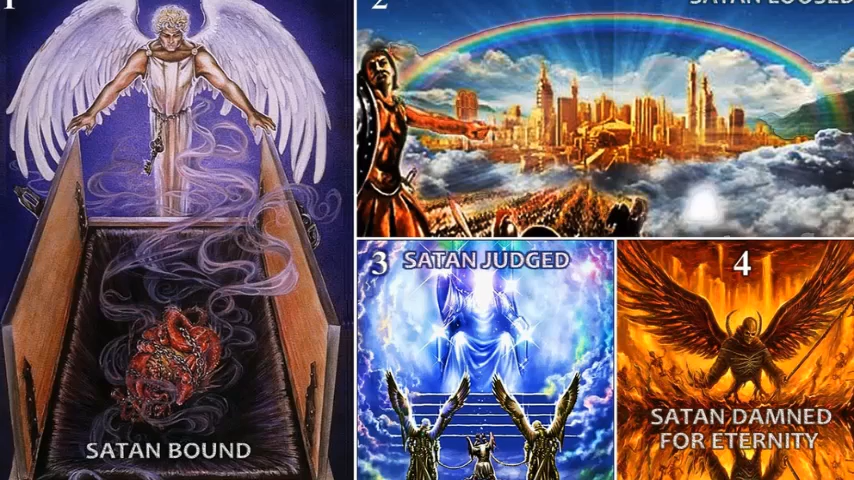 1
SATAN BOUND
2
SATAN LOOSED
3 SATAN JUDGED
4
SATAN DAMNED
FOR ETERNITY